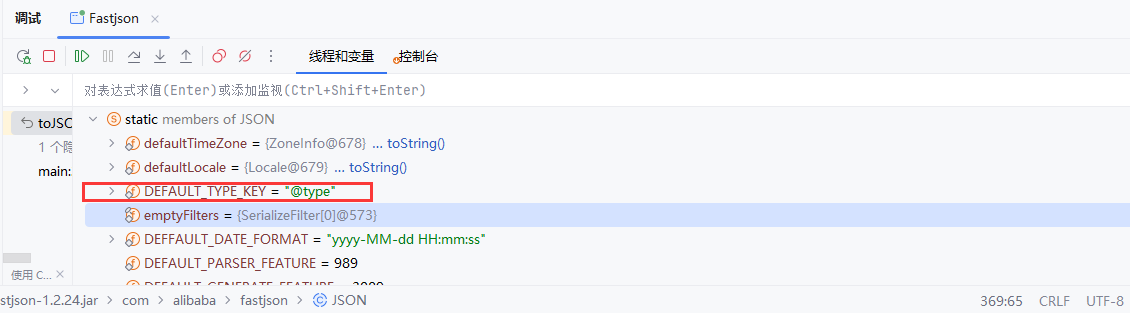 调试 Fastjson ×
线程和变量 控制台
对表达式求值(Enter)或添加监视(Ctrl+Shift+Enter)
static members of JSON
toJSC
defaultTimeZone = {ZoneInfo@678} ... toString()
1 个隐
defaultLocale = {Locale@679} ... toString()
main:
DEFAULT_TYPE_KEY = "@type"
emptyFilters = {SerializeFilter[0]@573}
DEFFAULT_DATE_FORMAT = "yyyy-MM-dd HH:mm:ss"
DEFAULT_PARSER_FEATURE = 989
使用 C... ×
stjson-1.2.24.jar > com > alibaba > fastjson > JSON 369:65 CRLF UTF-8